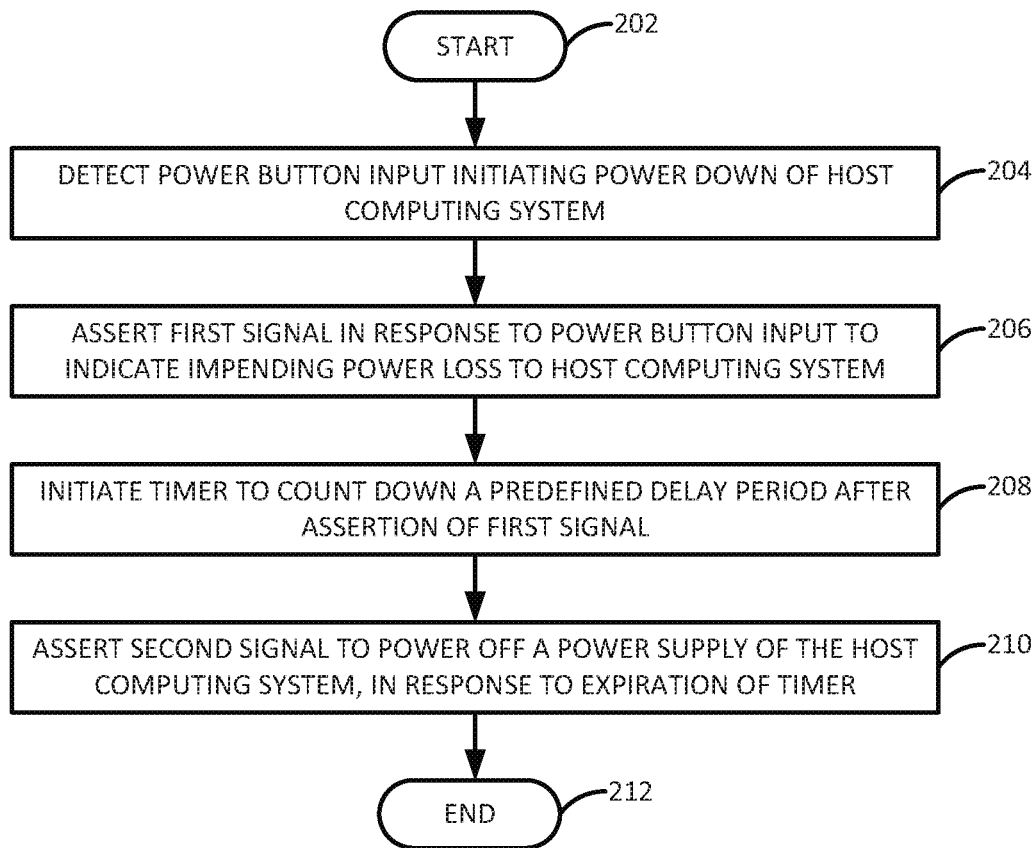 START
202
DETECT POWER BUTTON INPUT INITIATING POWER DOWN OF HOST
COMPUTING SYSTEM
204
ASSERT FIRST SIGNAL IN RESPONSE TO POWER BUTTON INPUT TO
INDICATE IMPENDING POWER LOSS TO HOST COMPUTING SYSTEM
206
INITIATE TIMER TO COUNT DOWN A PREDEFINED DELAY PERIOD AFTER
ASSERTION OF FIRST SIGNAL
208
ASSERT SECOND SIGNAL TO POWER OFF A POWER SUPPLY OF THE HOST
COMPUTING SYSTEM, IN RESPONSE TO EXPIRATION OF TIMER
210
END
212